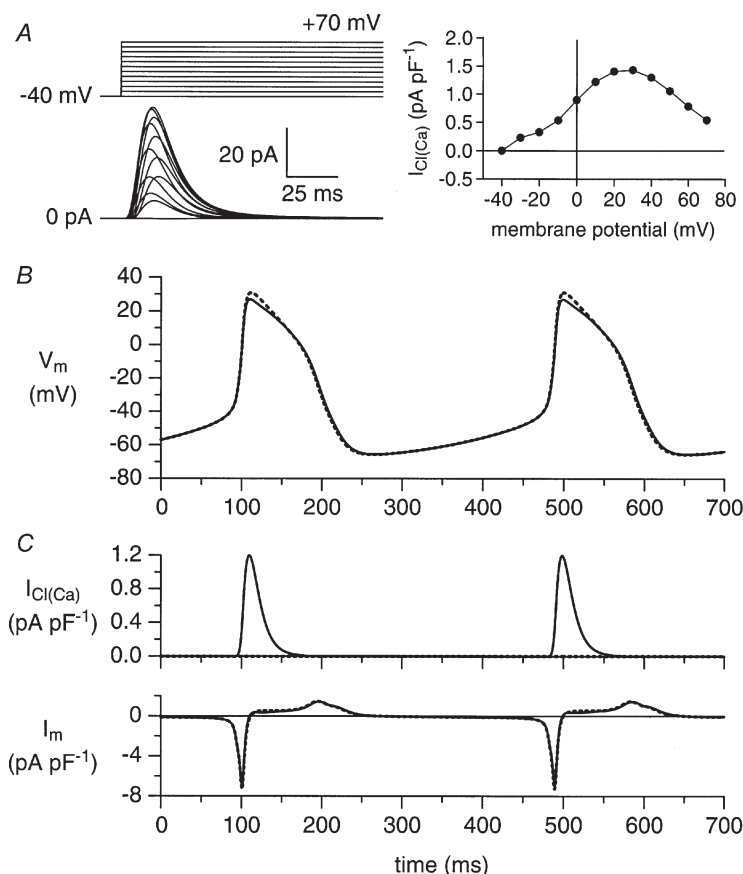 A
+70 mV
-40 mV
20 pA
25 ms
0 pA
I_Cl(Ca) (pA pF⁻¹)
2.0
1.5
1.0
0.5
0.0
-0.5
-40 -20 0 20 40 60 80
membrane potential (mV)
B
V_m
(mV)
40
20
0
-20
-40
-60
-80
0 100 200 300 400 500 600 700
C
I_Cl(Ca)
(pA pF⁻¹)
1.2
0.8
0.4
0.0
I_m
(pA pF⁻¹)
0
-4
-8
0 100 200 300 400 500 600 700
time (ms)